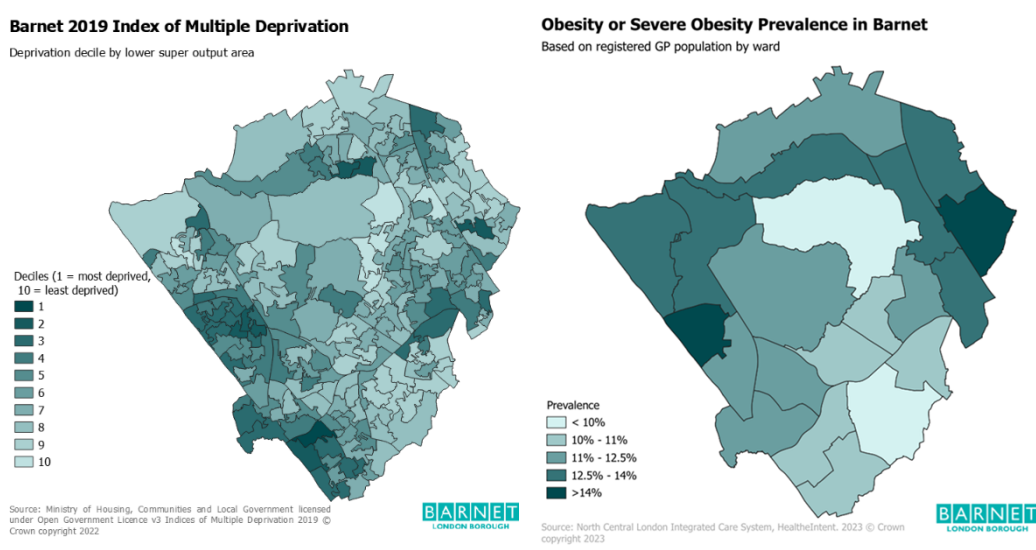 Barnet 2019 Index of Multiple Deprivation
Deprivation decile by lower super output area
Deciles (1 = most deprived,
10 = least deprived)
1
2
3
4
5
6
7
8
9
10
Source: Ministry of Housing, Communities and Local Government licensed
under Open Government Licence v3 Indices of Multiple Deprivation 2019 ©
Crown copyright 2022
BARNET
LONDON BOROUGH
Obesity or Severe Obesity Prevalence in Barnet
Based on registered GP population by ward
Prevalence
< 10%
10% - 11%
11% - 12.5%
12.5% - 14%
>14%
Source: North Central London Integrated Care System, HealtheIntent. 2023 © Crown
copyright 2023
BARNET
LONDON BOROUGH